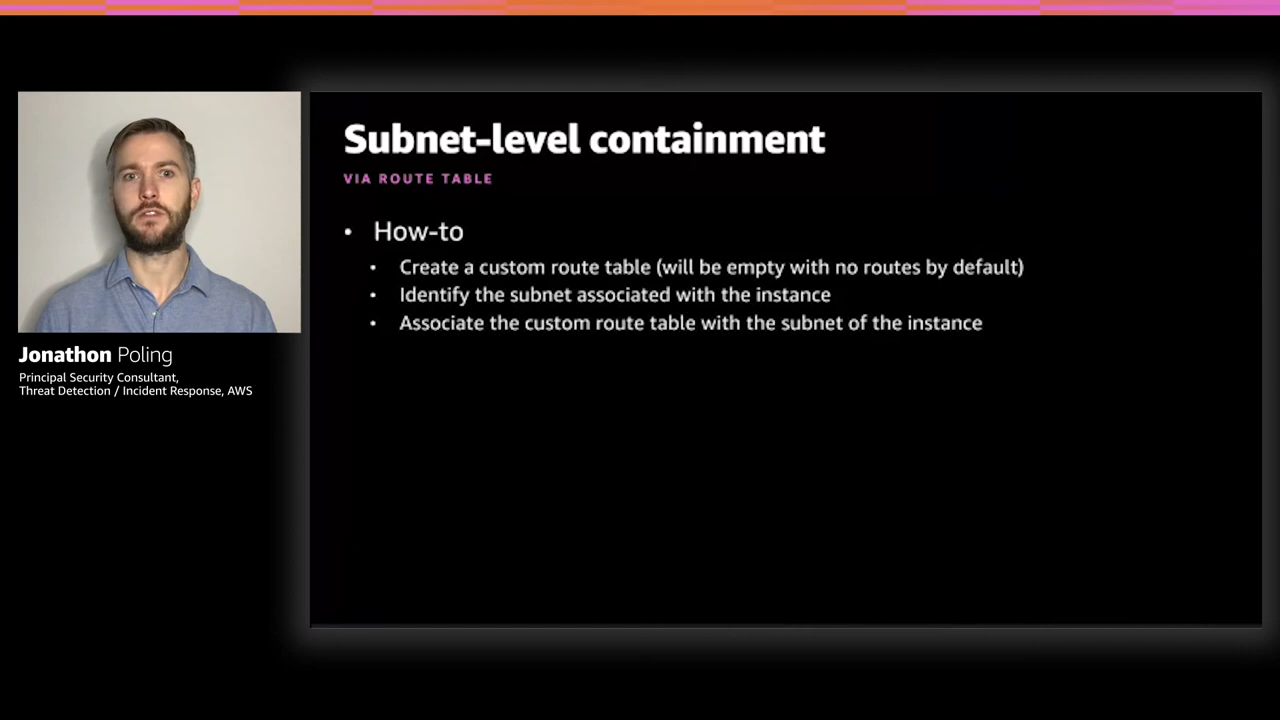 Subnet-level containment
VIA ROUTE TABLE
• How-to
• Create a custom route table (will be empty with no routes by default)
• Identify the subnet associated with the instance
• Associate the custom route table with the subnet of the instance
Jonathon Poling
Principal Security Consultant,
Threat Detection / Incident Response, AWS